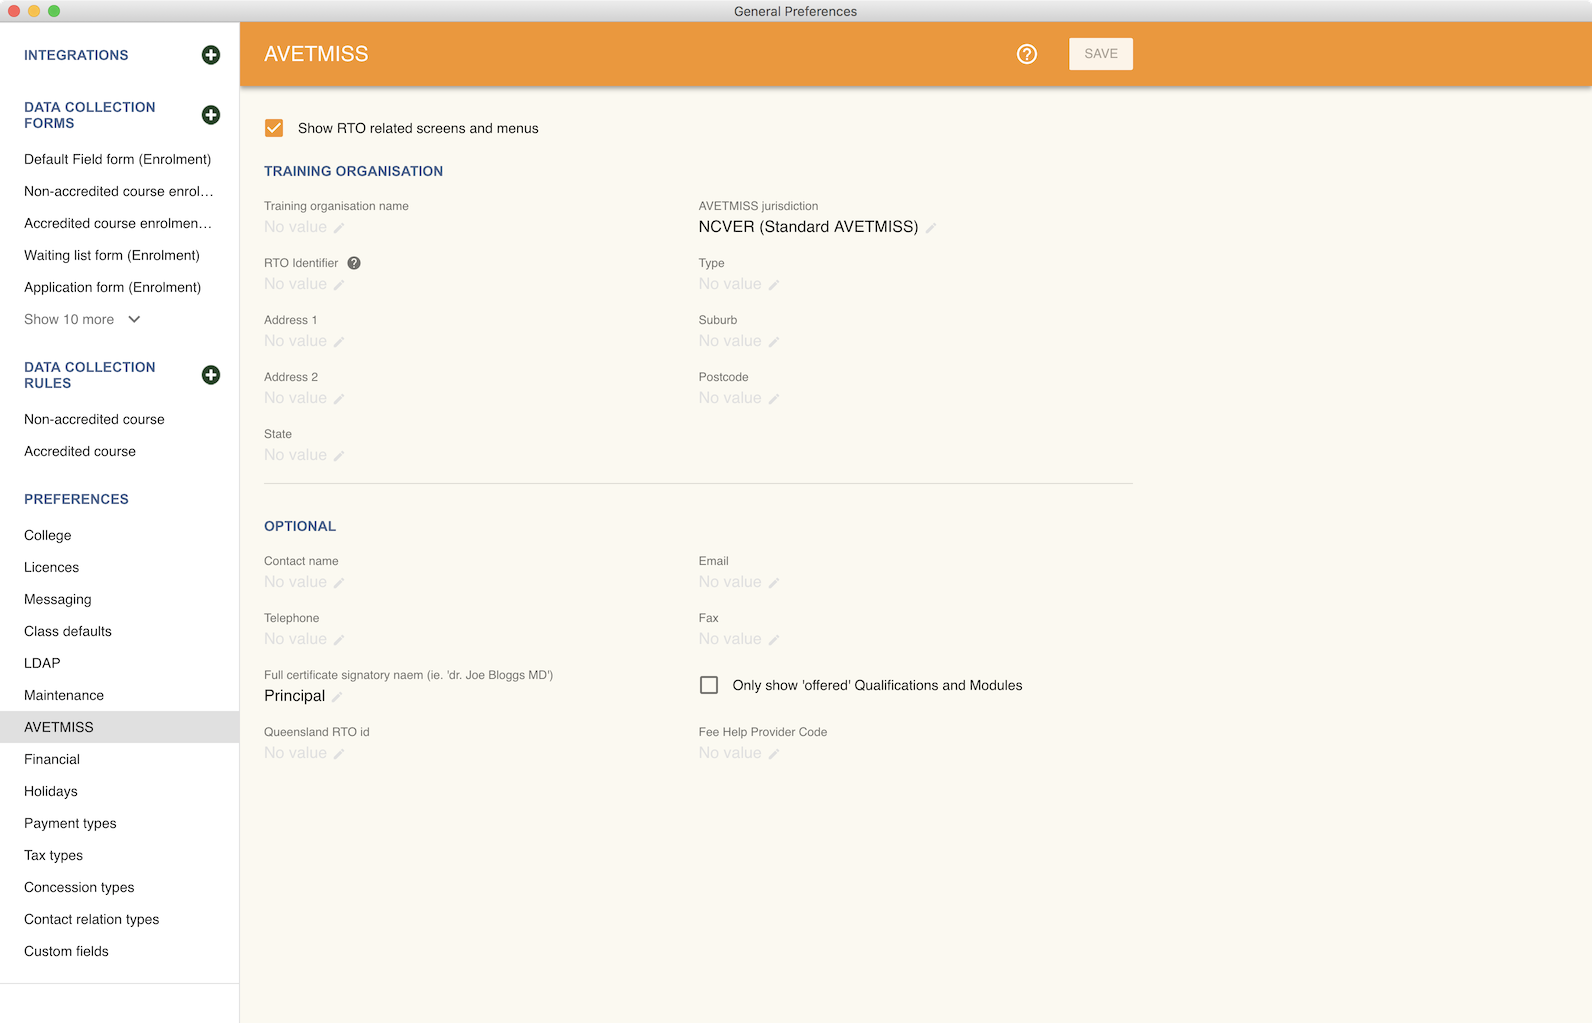 General Preferences
INTEGRATIONS
DATA COLLECTION
FORMS
Default Field form (Enrolment)
Non-accredited course enrol...
Accredited course enrolmen...
Waiting list form (Enrolment)
Application form (Enrolment)
Show 10 more
DATA COLLECTION
RULES
Non-accredited course
Accredited course
PREFERENCES
College
Licences
Messaging
Class defaults
LDAP
Maintenance
AVETMISS
Financial
Holidays
Payment types
Tax types
Concession types
Contact relation types
Custom fields
AVETMISS
SAVE
Show RTO related screens and menus
TRAINING ORGANISATION
Training organisation name
No value
AVETMISS jurisdiction
NCVER (Standard AVETMISS)
RTO Identifier
No value
Type
No value
Address 1
No value
Suburb
No value
Address 2
No value
Postcode
No value
State
No value
OPTIONAL
Contact name
No value
Email
No value
Telephone
No value
Fax
No value
Full certificate signatory naem (ie. 'dr. Joe Bloggs MD')
Principal
Only show 'offered' Qualifications and Modules
Queensland RTO id
No value
Fee Help Provider Code
No value